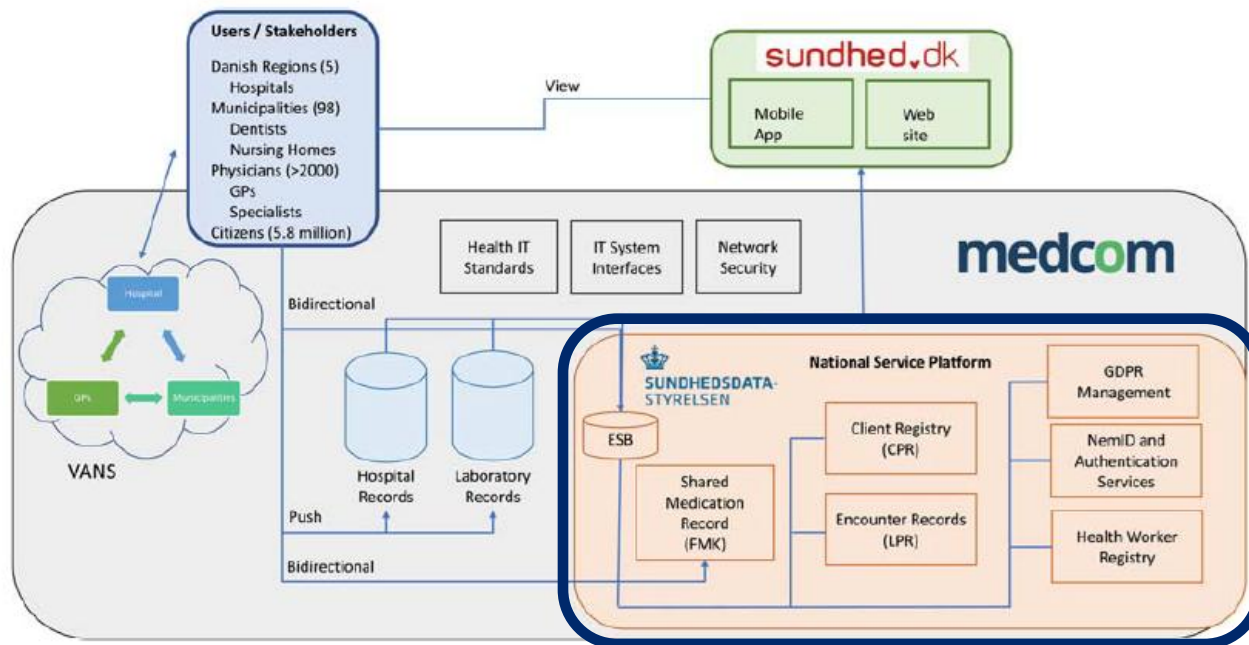 Users / Stakeholders
Danish Regions (5)
Hospitals
Municipalities (98)
Dentists
Nursing Homes
Physicians (>2000)
GPs
Specialists
Citizens (5.8 million)
View
sundhed.dk
Mobile
App
Web
site
Health IT
Standards
IT System
Interfaces
Network
Security
medcom
Hospital
GPs
Municipalities
VANS
Bidirectional
Hospital
Records
Laboratory
Records
Push
Bidirectional
SUNDHEDSDATA-
STYRELSEN
National Service Platform
ESB
Shared
Medication
Record
(FMK)
Client Registry
(CPR)
Encounter Records
(LPR)
GDPR
Management
NemID and
Authentication
Services
Health Worker
Registry